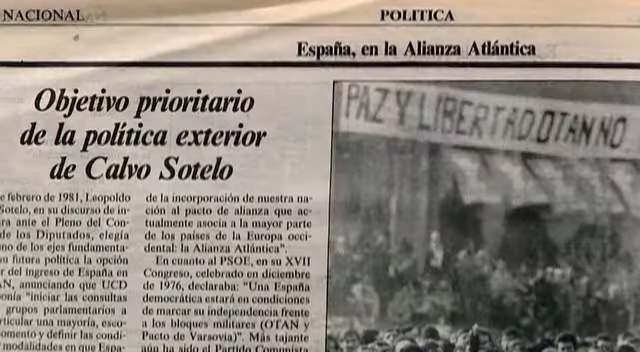 NACIONAL
POLITICA
España, en la Alianza Atlántica
Objetivo prioritario
de la política exterior
de Calvo Sotelo
e febrero de 1981, Leopoldo
Sotelo, en su discurso de in-
ra ante el Pleno del Con-
de los Diputados, elegía
no de los ejes fundamenta-
u futura política la opción
r del ingreso de España en
AN, anunciando que UCD
onía "iniciar las consultas
grupos parlamentarios a
rticular una mayoría, esco-
omento y definir las condi-
modalidades en que Espa-
de la incorporación de nuestra na-
ción al pacto de alianza que ac-
tualmente asocia a la mayor parte
de los países de la Europa occi-
dental: la Alianza Atlántica".
En cuanto al PSOE, en su XVII
Congreso, celebrado en diciembre
de 1976, declaraba: "Una España
democrática estará en condiciones
de marcar su independencia frente
a los bloques militares (OTAN y
Pacto de Varsovia)". Más tajante
aún ha sido el Partido Comunista
PAZ Y LIBERTAD OTAN NO